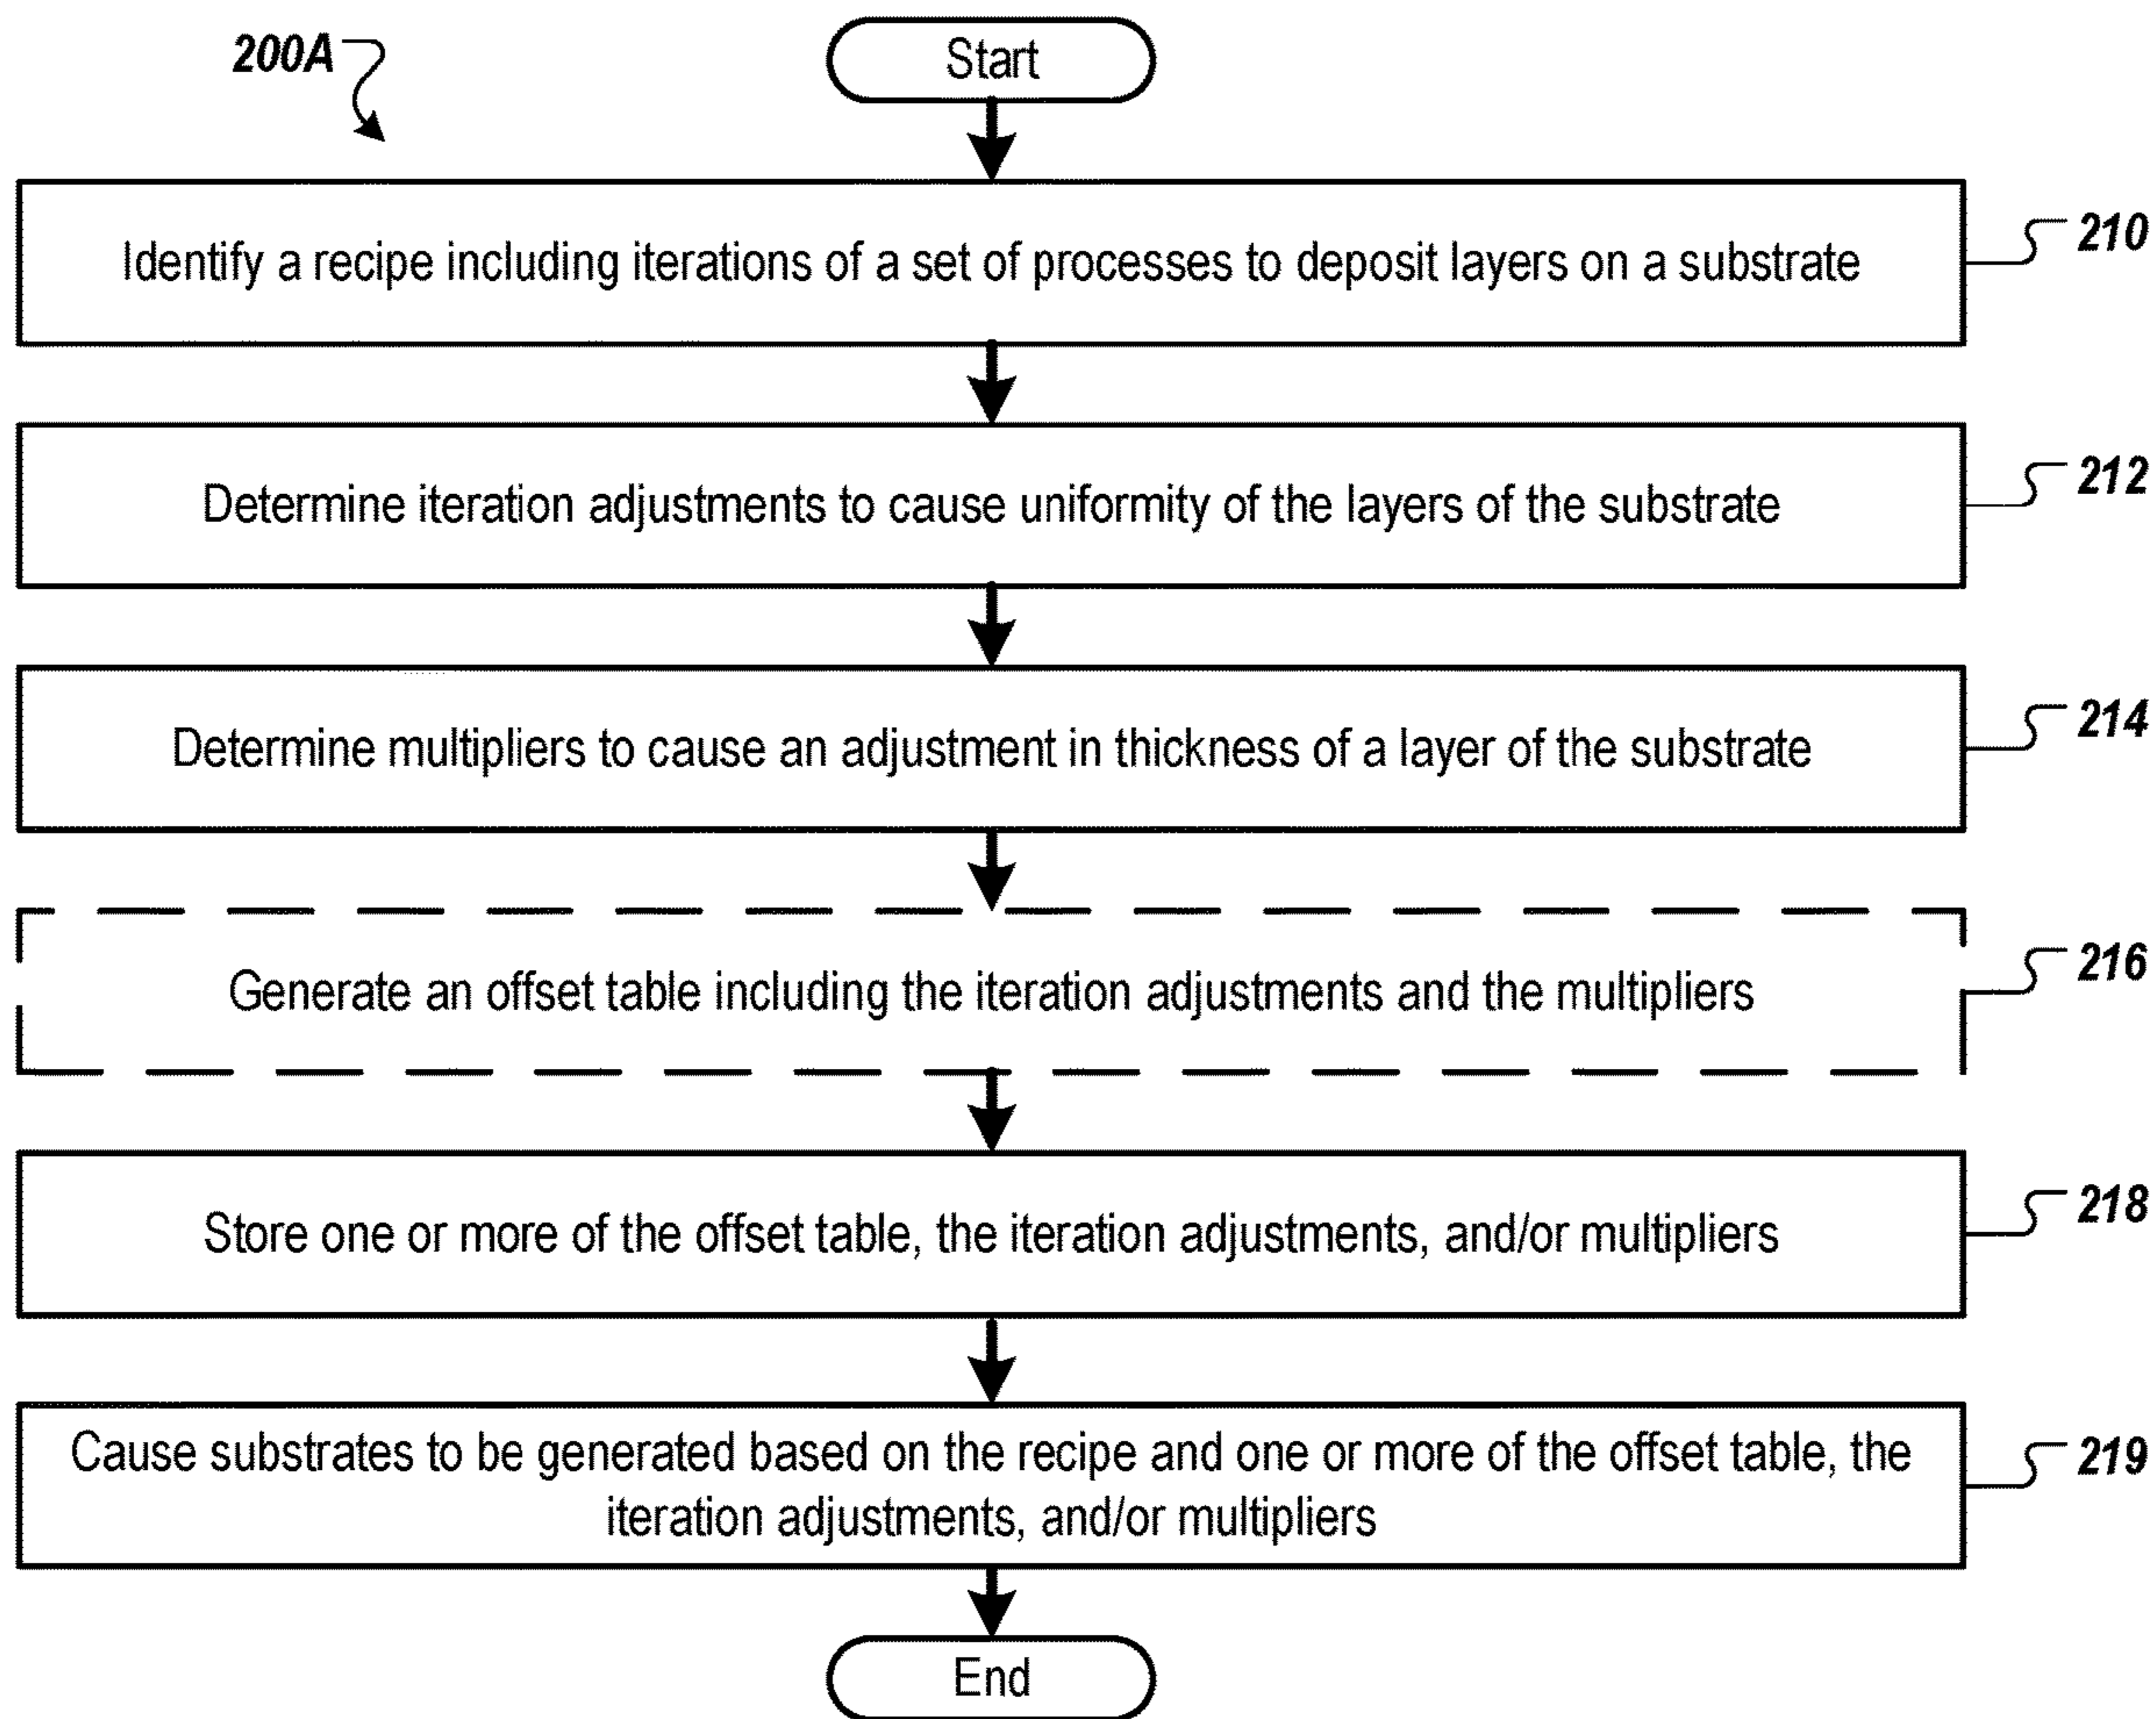 200A
Start
Identify a recipe including iterations of a set of processes to deposit layers on a substrate
210
Determine iteration adjustments to cause uniformity of the layers of the substrate
212
Determine multipliers to cause an adjustment in thickness of a layer of the substrate
214
Generate an offset table including the iteration adjustments and the multipliers
216
Store one or more of the offset table, the iteration adjustments, and/or multipliers
218
Cause substrates to be generated based on the recipe and one or more of the offset table, the
iteration adjustments, and/or multipliers
219
End